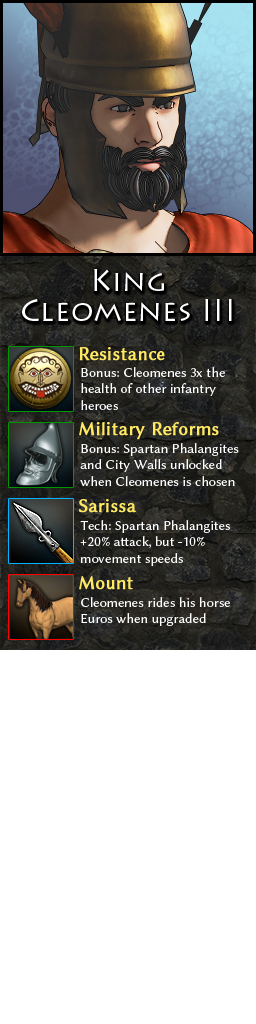 King
Cleomenes III
Resistance
Bonus: Cleomenes 3x the
health of other infantry
heroes
Military Reforms
Bonus: Spartan Phalangites
and City Walls unlocked
when Cleomenes is chosen
Sarissa
Tech: Spartan Phalangites
+20% attack, but -10%
movement speeds
Mount
Cleomenes rides his horse
Euros when upgraded